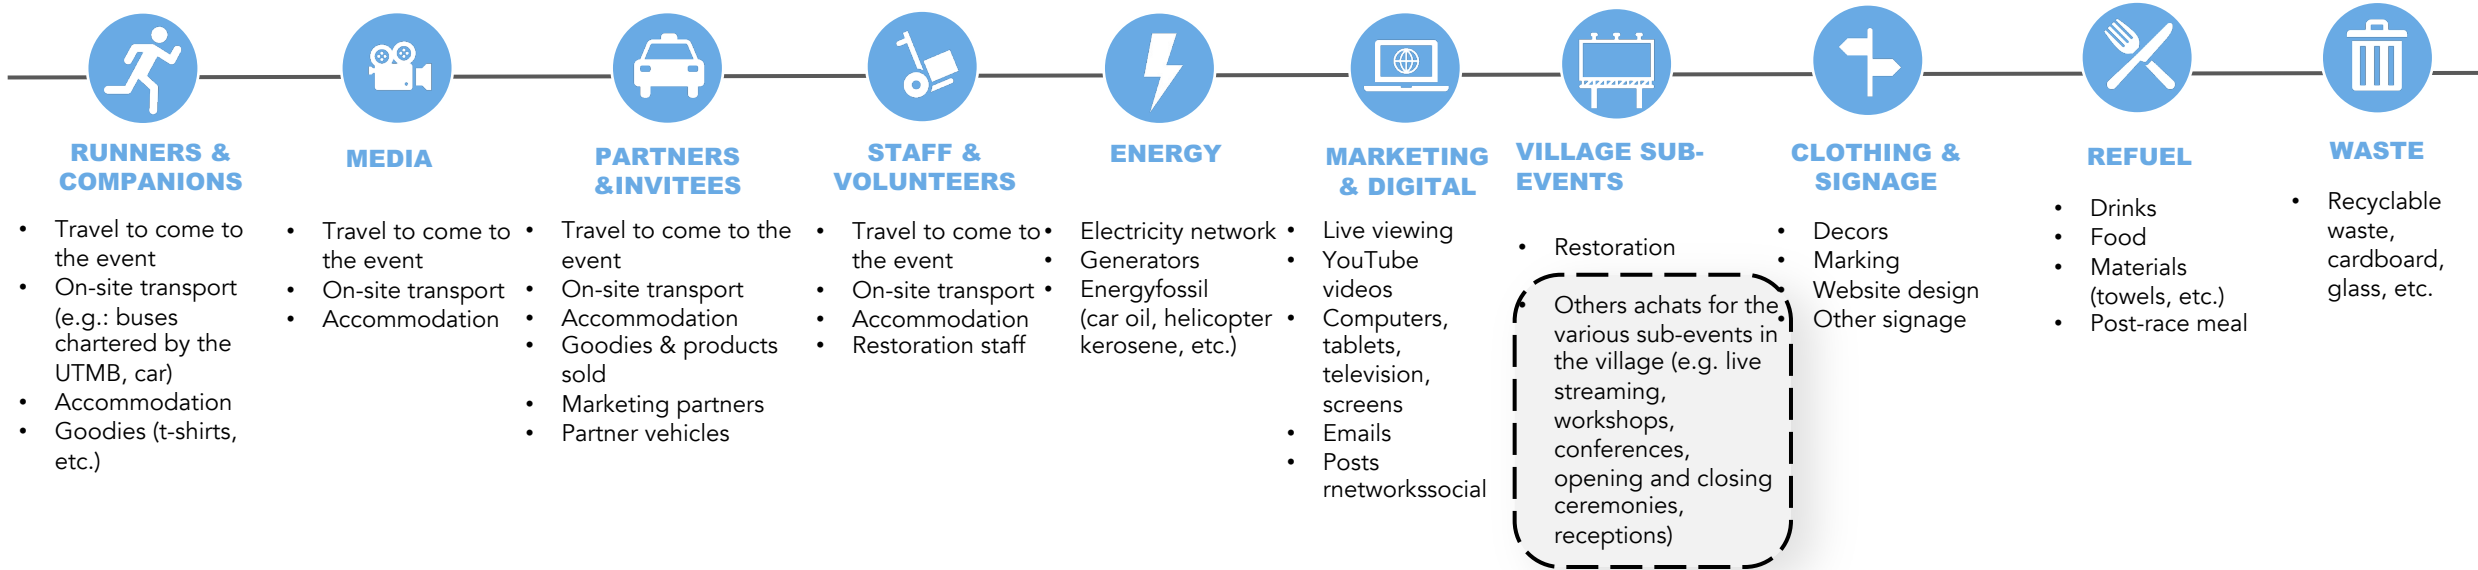 RUNNERS &
COMPANIONS
• Travel to come to
the event
• On-site transport
(e.g.: buses
chartered by the
UTMB, car)
• Accommodation
• Goodies (t-shirts,
etc.)
MEDIA
• Travel to come to
the event
• On-site transport
• Accommodation
PARTNERS
&INVITEES
• Travel to come to the
event
• On-site transport
• Accommodation
• Goodies & products
sold
• Marketing partners
• Partner vehicles
STAFF &
VOLUNTEERS
• Travel to come to
the event
• On-site transport
• Accommodation
• Restoration staff
ENERGY
• Electricity network
• Generators
• Energyfossil
(car oil, helicopter
kerosene, etc.)
MARKETING
& DIGITAL
• Live viewing
• YouTube
videos
• Computers,
tablets,
television,
screens
• Emails
• Posts
rnetworkssocial
VILLAGE SUB-
EVENTS
• Restoration
• Others achats for the
various sub-events in
the village (e.g. live
streaming,
workshops,
conferences,
opening and closing
ceremonies,
receptions)
CLOTHING &
SIGNAGE
• Decors
• Marking
• Website design
• Other signage
REFUEL
• Drinks
• Food
• Materials
(towels, etc.)
• Post-race meal
WASTE
• Recyclable
waste,
cardboard,
glass, etc.